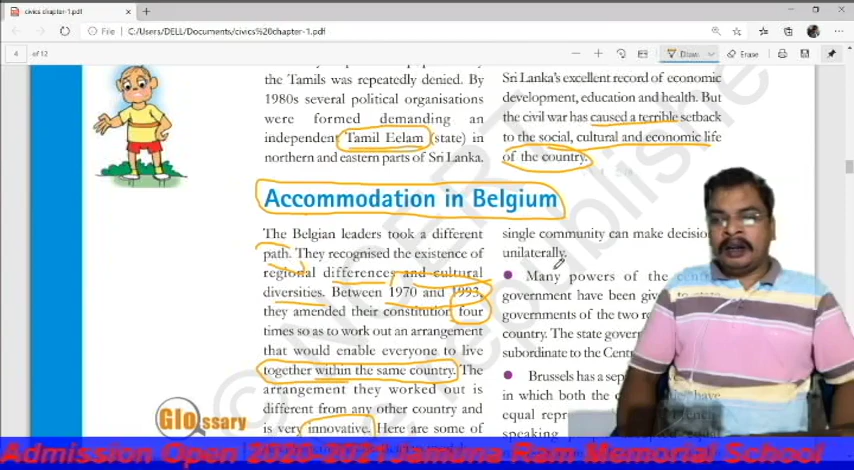 civics chapter-1.pdf
File
C:/Users/DELL/Documents/civics%20chapter-1.pdf
4 of 12
Draw
Erase
the Tamils was repeatedly denied. By
1980s several political organisations
were formed demanding an
independent Tamil Eelam (state) in
northern and eastern parts of Sri Lanka.
Sri Lanka's excellent record of economic
development, education and health. But
the civil war has caused a terrible setback
to the social, cultural and economic life
of the country.
Accommodation in Belgium
The Belgian leaders took a different
path. They recognised the existence of
regional differences and cultural
diversities. Between 1970 and 1993,
they amended their constitution four
times so as to work out an arrangement
that would enable everyone to live
together within the same country. The
arrangement they worked out is
different from any other country and
is very innovative. Here are some of
single community can make
unilaterally.
Many powers of the
government have been
governments of the two
country. The state
subordinate to the
Brussels has a
in which both the have
equal
speaking
Glossary
© NCERT
Admission Open 2020-2021 Jamuna Ram Memorial School